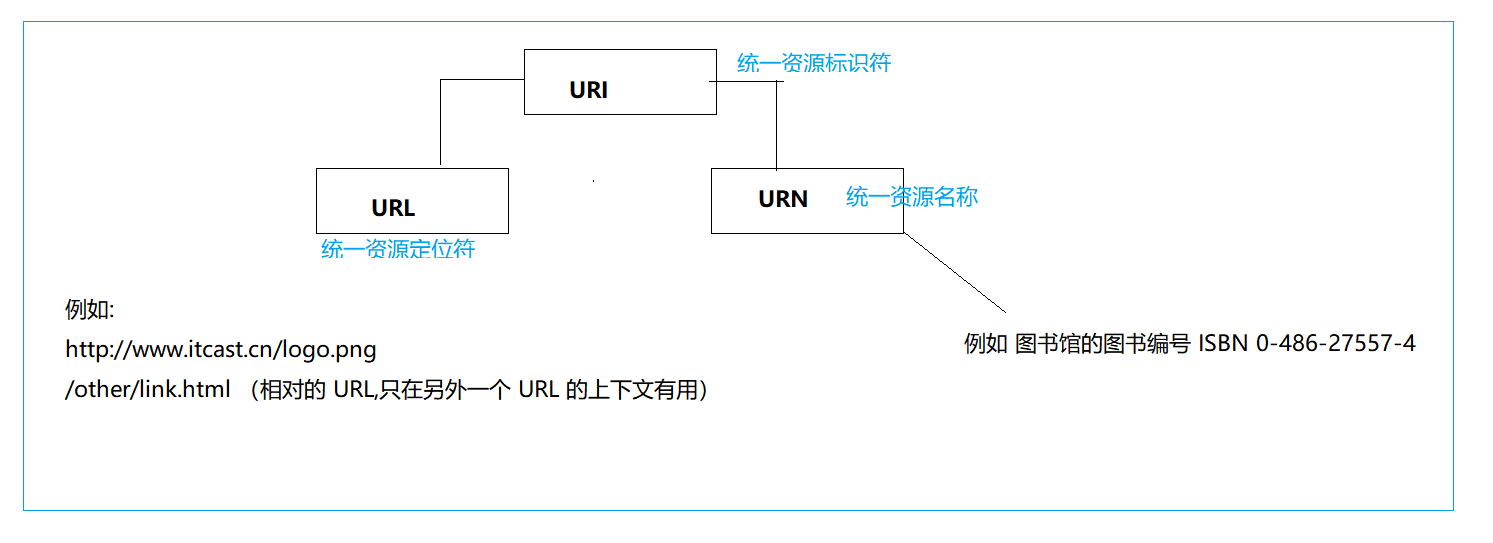 统一资源标识符
URI
URL
URN
统一资源名称
统一资源定位符
例如:
http://www.itcast.cn/logo.png
/other/link.html （相对的 URL,只在另外一个 URL 的上下文有用）
例如 图书馆的图书编号 ISBN 0-486-27557-4